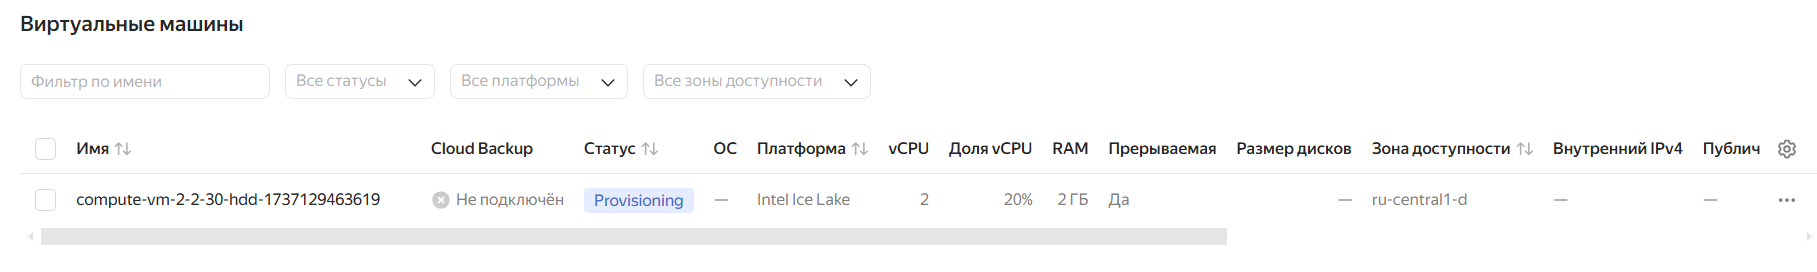 Виртуальные машины
Фильтр по имени Все статусы Все платформы Все зоны доступности
Имя Cloud Backup Статус ОС Платформа vCPU Доля vCPU RAM Прерываемая Размер дисков Зона доступности Внутренний IPv4 Публич
compute-vm-2-2-30-hdd-1737129463619 Не подключён Provisioning — Intel Ice Lake 2 20% 2 ГБ Да — ru-central1-d — —